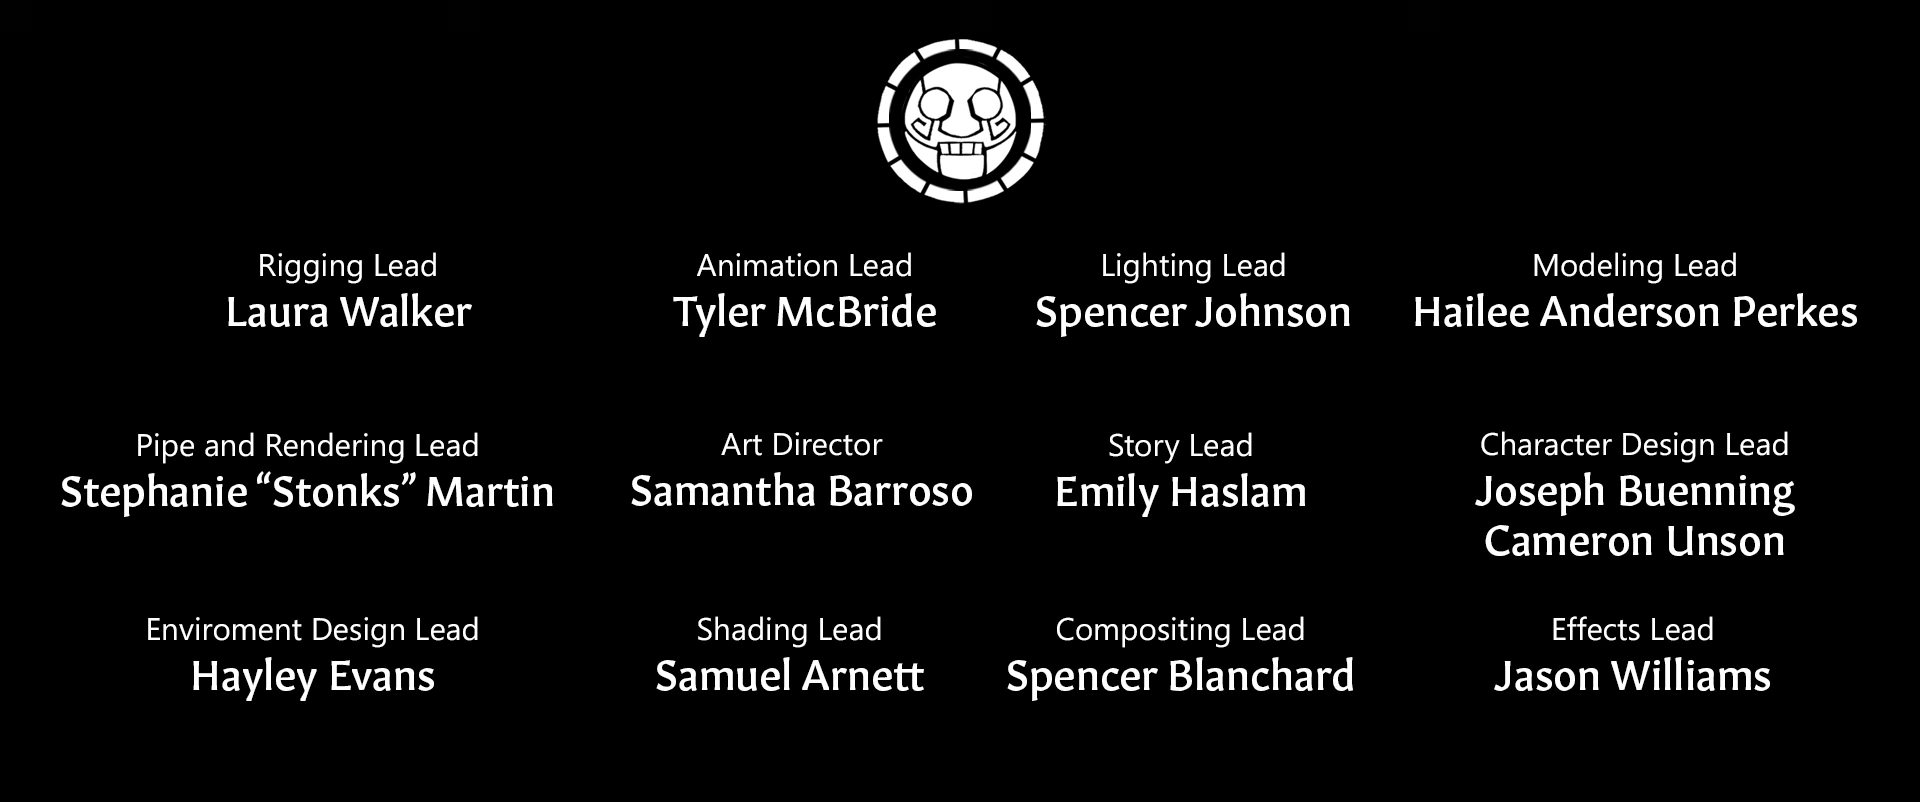 Rigging Lead
Laura Walker
Animation Lead
Tyler McBride
Lighting Lead
Spencer Johnson
Modeling Lead
Hailee Anderson Perkes
Pipe and Rendering Lead
Stephanie “Stonks” Martin
Art Director
Samantha Barroso
Story Lead
Emily Haslam
Character Design Lead
Joseph Buenning
Cameron Unson
Enviroment Design Lead
Hayley Evans
Shading Lead
Samuel Arnett
Compositing Lead
Spencer Blanchard
Effects Lead
Jason Williams